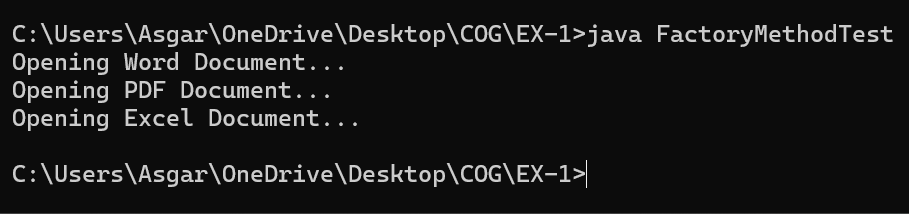 C:\Users\Asgar\OneDrive\Desktop\COG\EX-1>java FactoryMethodTest
Opening Word Document...
Opening PDF Document...
Opening Excel Document...
C:\Users\Asgar\OneDrive\Desktop\COG\EX-1>